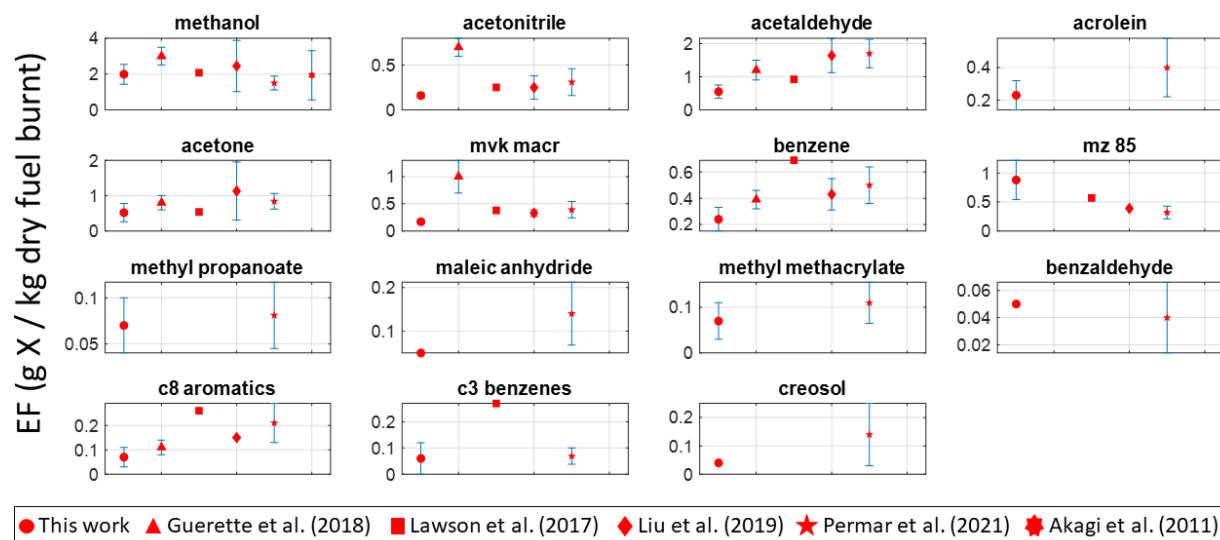 methanol acetonitrile acetaldehyde acrolein
4 2 0
0.5 0
2 1 0
0.4 0.2
acetone mvk macr benzene mz 85
2 1 0
1 0.5 0
0.6 0.4 0.2
1 0.5 0
methyl propanoate maleic anhydride methyl methacrylate benzaldehyde
0.1 0.05
0.2 0.1
0.1 0
0.06 0.04 0.02
c8 aromatics c3 benzenes creosol
0.2 0.1 0
0.2 0.1 0
0.2 0.1 0
EF (g X / kg dry fuel burnt)
This work Guerette et al. (2018) Lawson et al. (2017) Liu et al. (2019) Permar et al. (2021) Akagi et al. (2011)